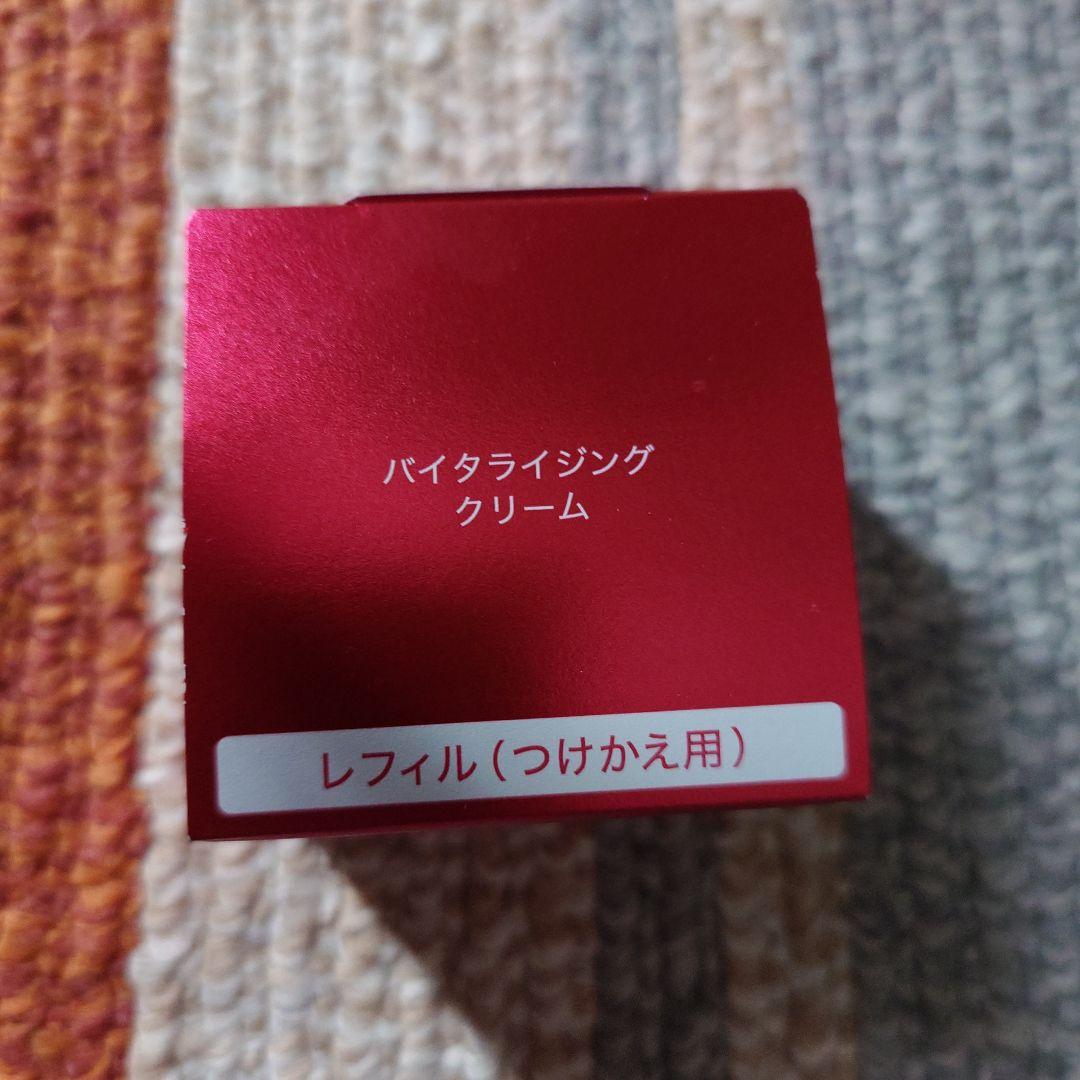 バイタライジング
クリーム
レフィル(つけかえ用)